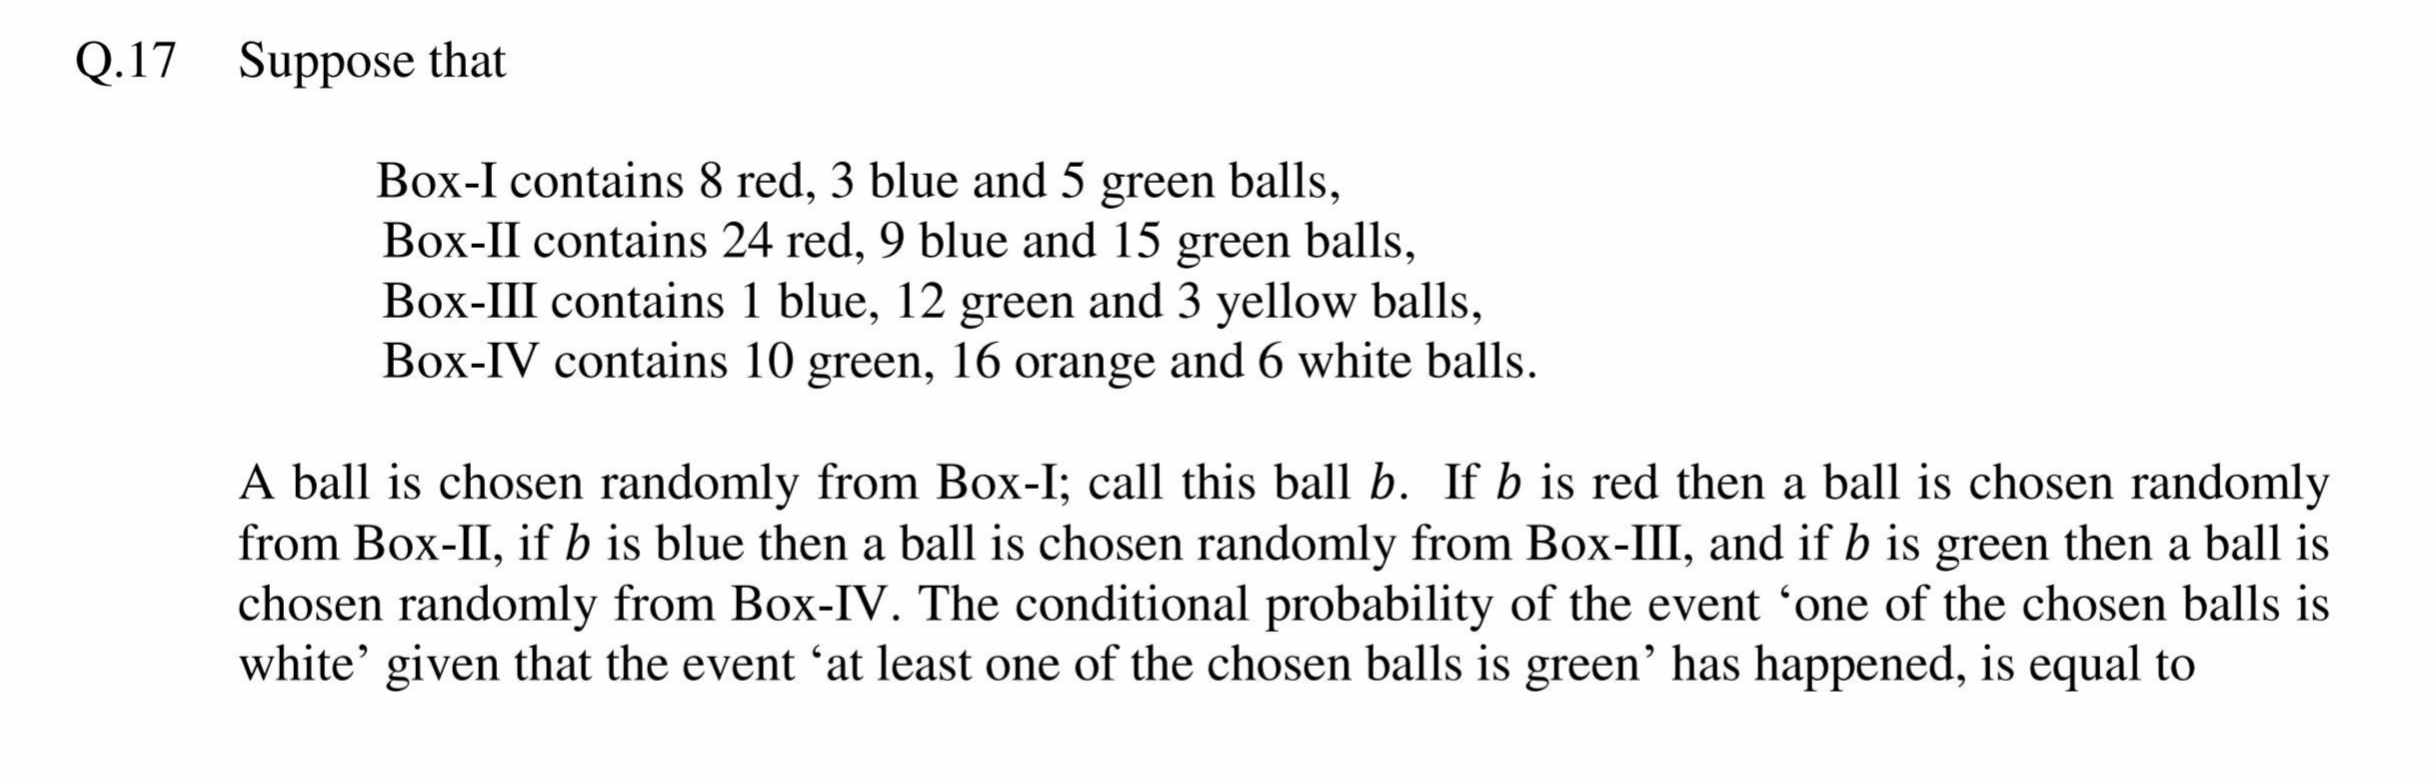 Q.17 Suppose that
Box-I contains 8 red, 3 blue and 5 green balls,
Box-II contains 24 red, 9 blue and 15 green balls,
Box-III contains 1 blue, 12 green and 3 yellow balls,
Box-IV contains 10 green, 16 orange and 6 white balls.
A ball is chosen randomly from Box-I; call this ball b. If b is red then a ball is chosen randomly
from Box-II, if b is blue then a ball is chosen randomly from Box-III, and if b is green then a ball is
chosen randomly from Box-IV. The conditional probability of the event ‘one of the chosen balls is
white’ given that the event ‘at least one of the chosen balls is green’ has happened, is equal to